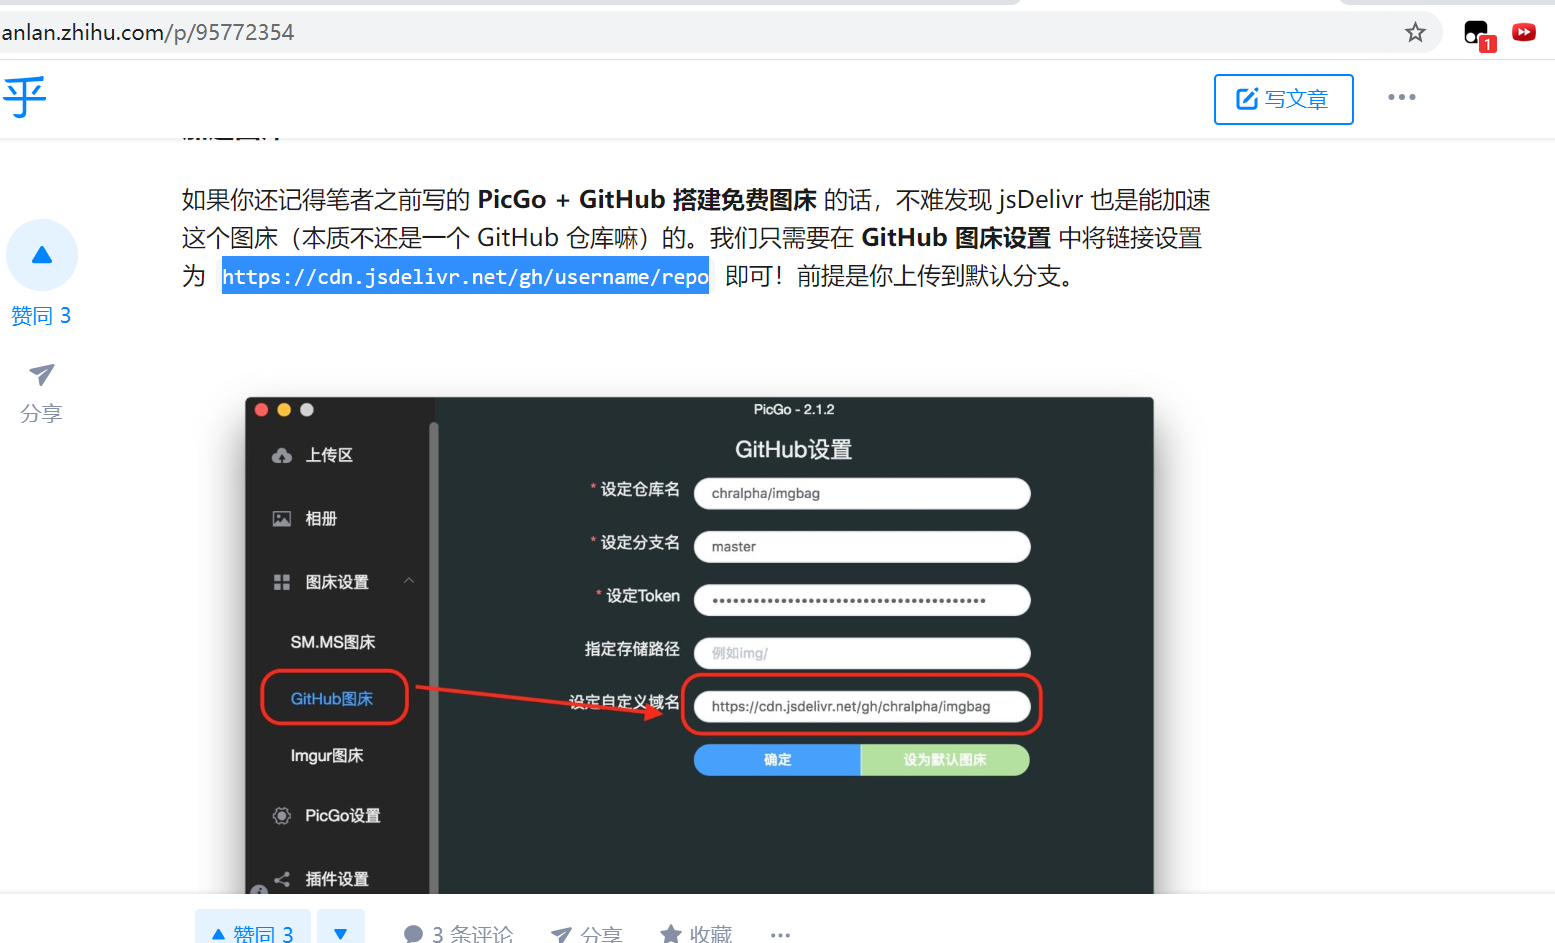 anlan.zhihu.com/p/95772354
1
乎
写文章
如果你还记得笔者之前写的 PicGo + GitHub 搭建免费图床 的话，不难发现 jsDelivr 也是能加速
这个图床（本质不还是一个 GitHub 仓库嘛）的。我们只需要在 GitHub 图床设置 中将链接设置
为 https://cdn.jsdelivr.net/gh/username/repo 即可！前提是你上传到默认分支。
赞同 3
分享
PicGo - 2.1.2
GitHub设置
上传区
相册
图床设置
SM.MS图床
GitHub图床
Imgur图床
PicGo设置
插件设置
* 设定仓库名 chralpha/imgbag
* 设定分支名 master
* 设定Token
指定存储路径 例如img/
设定自定义域名 https://cdn.jsdelivr.net/gh/chralpha/imgbag
确定 设为默认图床
赞同 3 3 条评论 分享 收藏